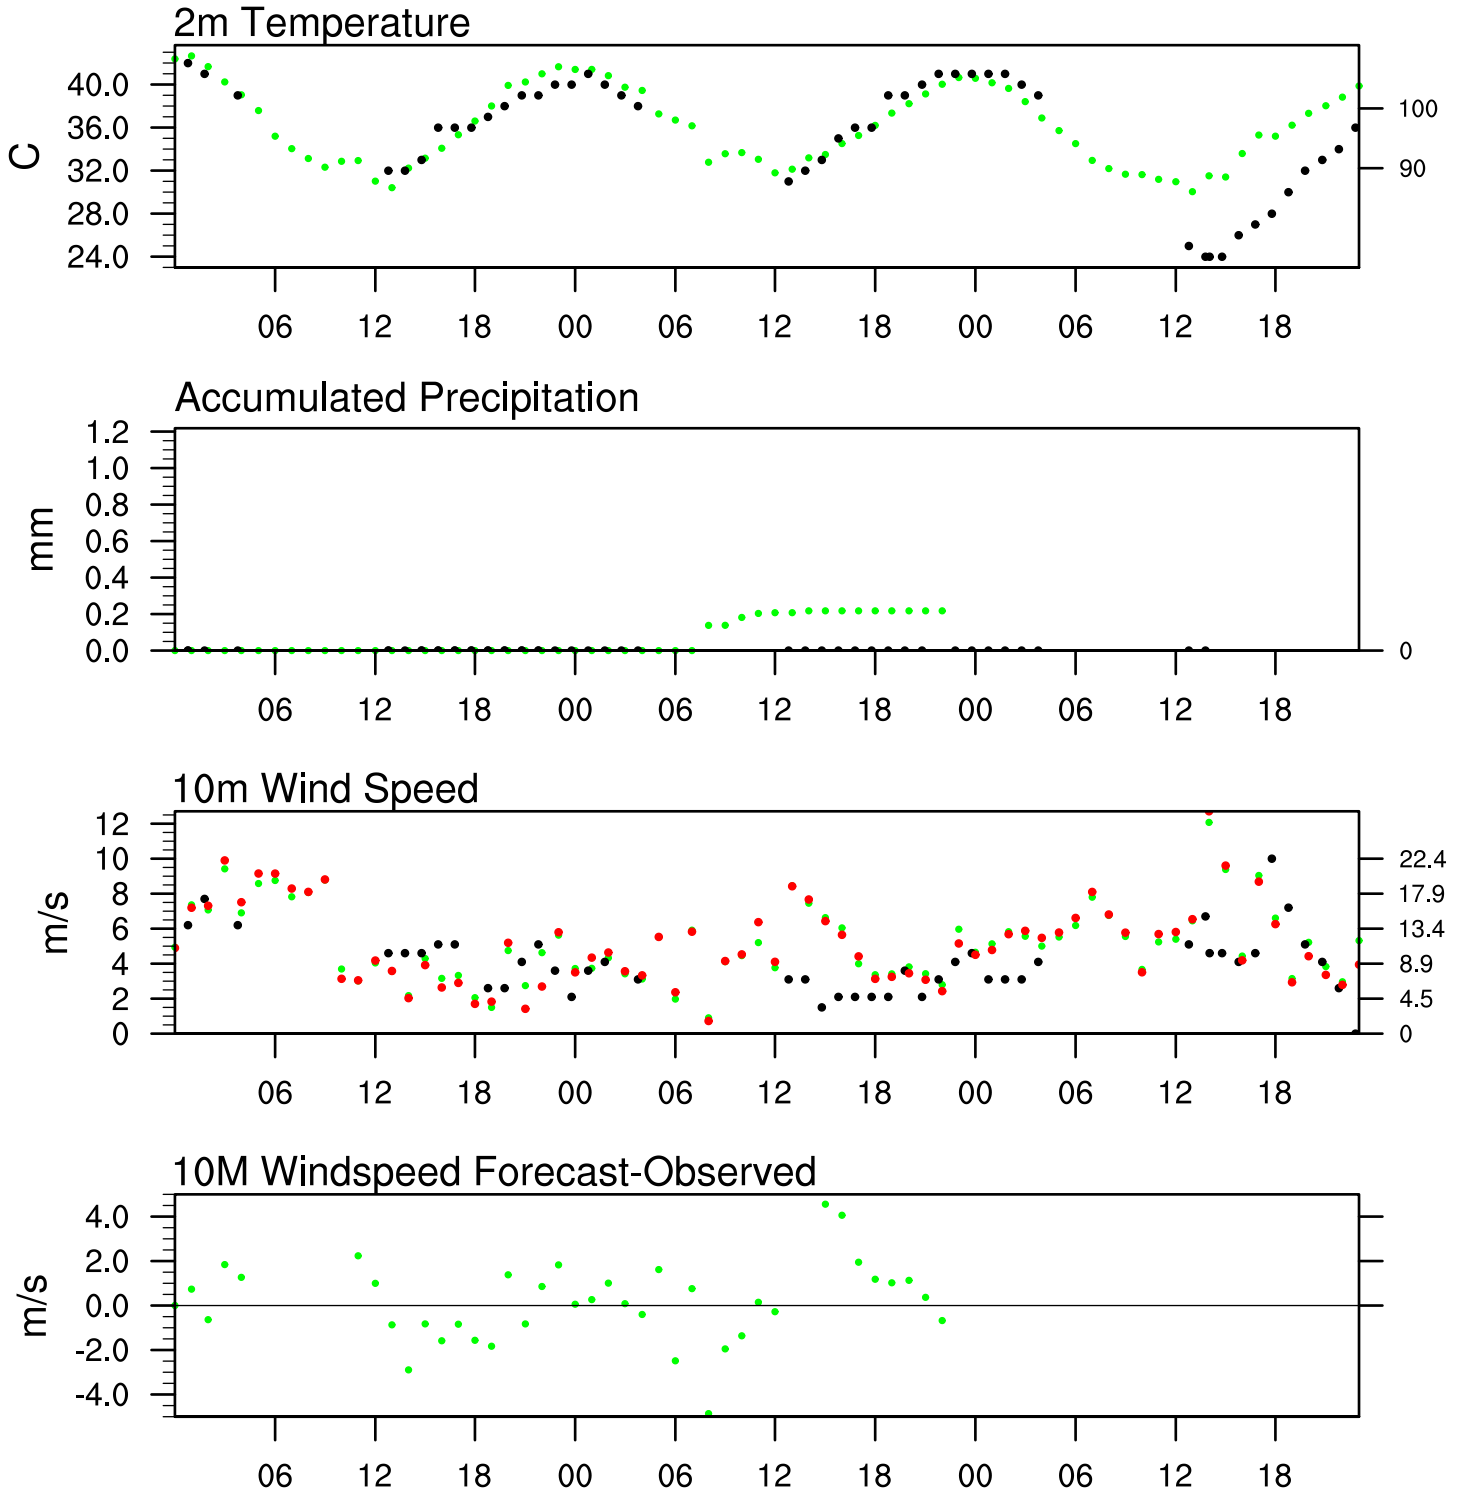 2m Temperature
40.0
36.0
32.0
28.0
24.0
C
100
90
06 12 18 00 06 12 18 00 06 12 18
Accumulated Precipitation
1.2
1.0
0.8
0.6
0.4
0.2
0.0
mm
0
06 12 18 00 06 12 18 00 06 12 18
10m Wind Speed
12
10
8
6
4
2
0
m/s
22.4
17.9
13.4
8.9
4.5
0
06 12 18 00 06 12 18 00 06 12 18
10M Windspeed Forecast-Observed
4.0
2.0
0.0
-2.0
-4.0
m/s
06 12 18 00 06 12 18 00 06 12 18